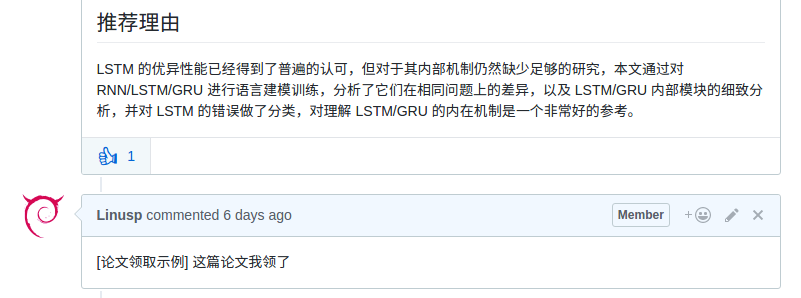 推荐理由
LSTM 的优异性能已经得到了普遍的认可，但对于其内部机制仍然缺少足够的研究，本文通过对
RNN/LSTM/GRU 进行语言建模训练，分析了它们在相同问题上的差异，以及 LSTM/GRU 内部模块的细致分
析，并对 LSTM 的错误做了分类，对理解 LSTM/GRU 的内在机制是一个非常好的参考。
1
Linusp commented 6 days ago Member
[论文领取示例] 这篇论文我领了